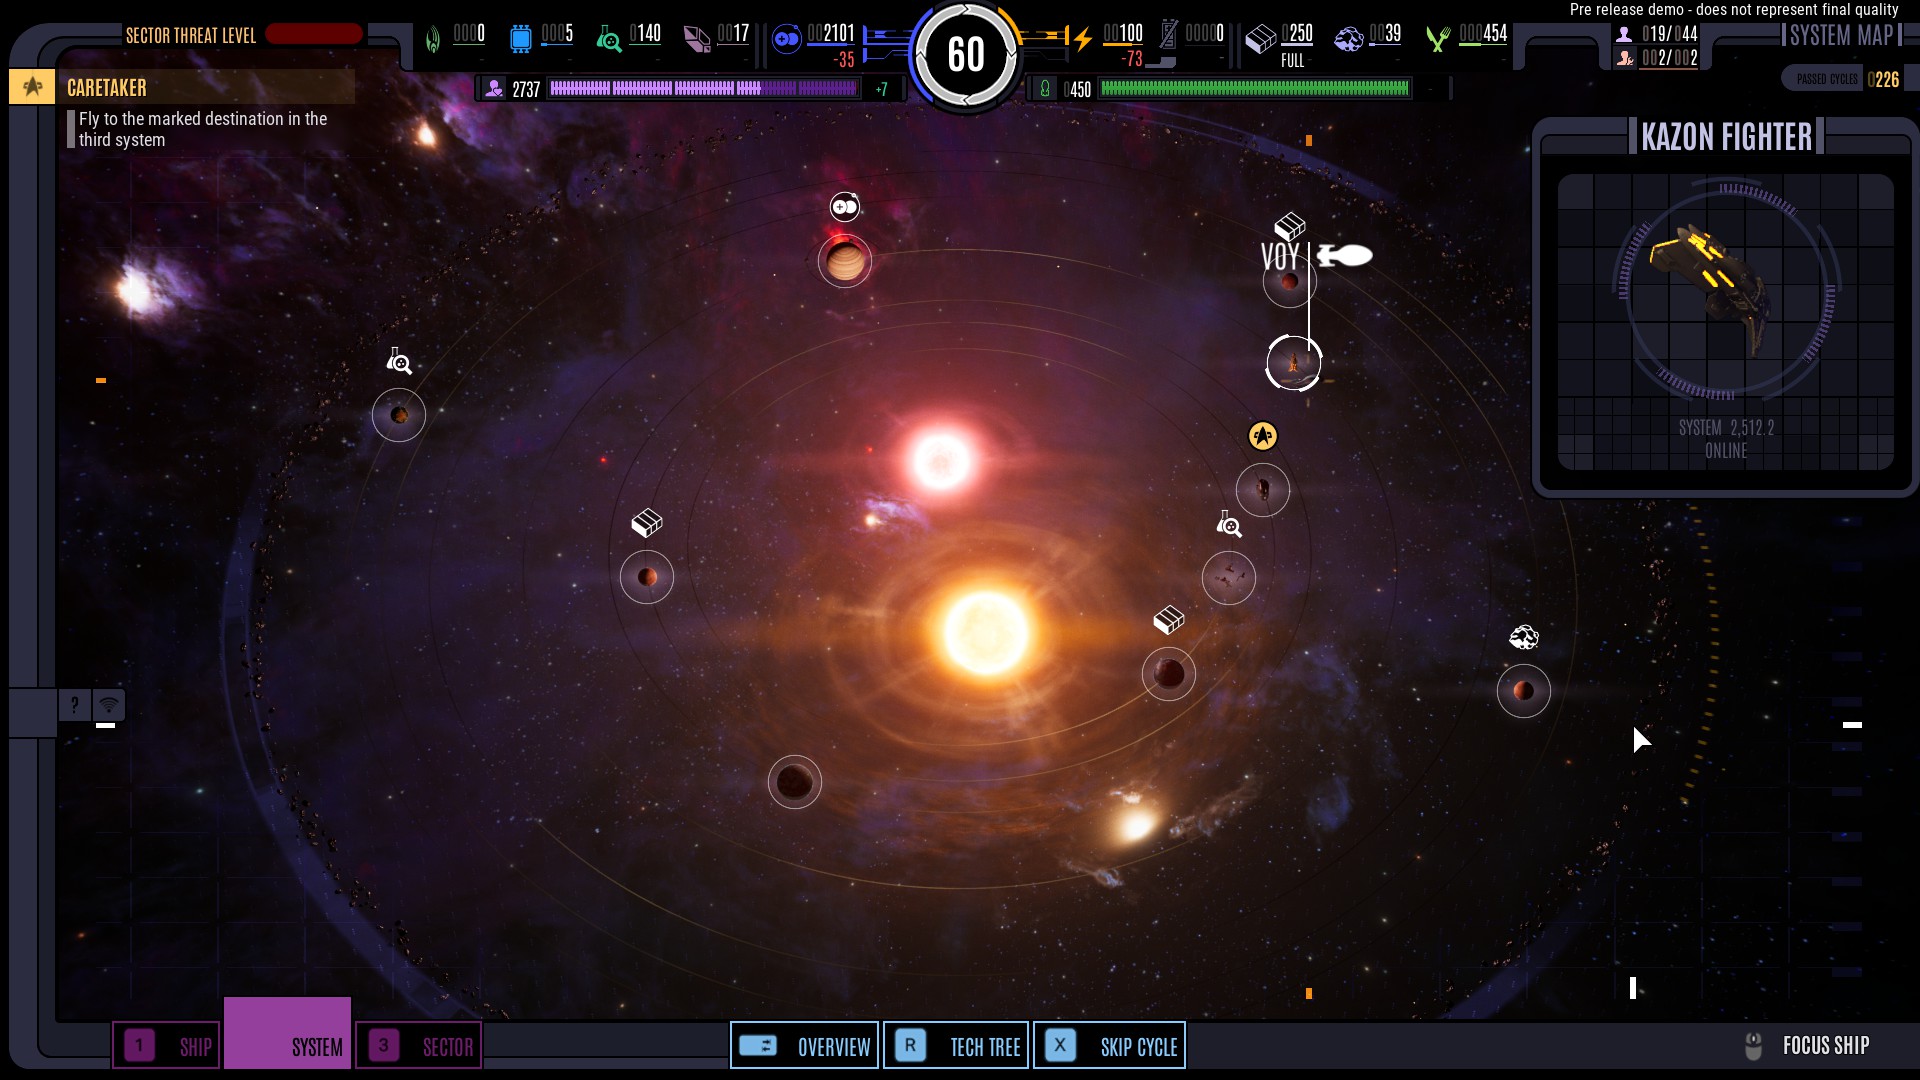 Pre release demo - does not represent final quality
SECTOR THREAT LEVEL
0000
0005
0140
0017
002101
-35
60
00100
-73
00000
0250
FULL
0039
000454
019/044
002/002
SYSTEM MAP
2737
+7
0450
PASSED CYCLES 0226
CARETAKER
Fly to the marked destination in the
third system
KAZON FIGHTER
VOY
SYSTEM 2,512.2
ONLINE
?
1 SHIP
SYSTEM
3 SECTOR
OVERVIEW
R TECH TREE
X SKIP CYCLE
FOCUS SHIP